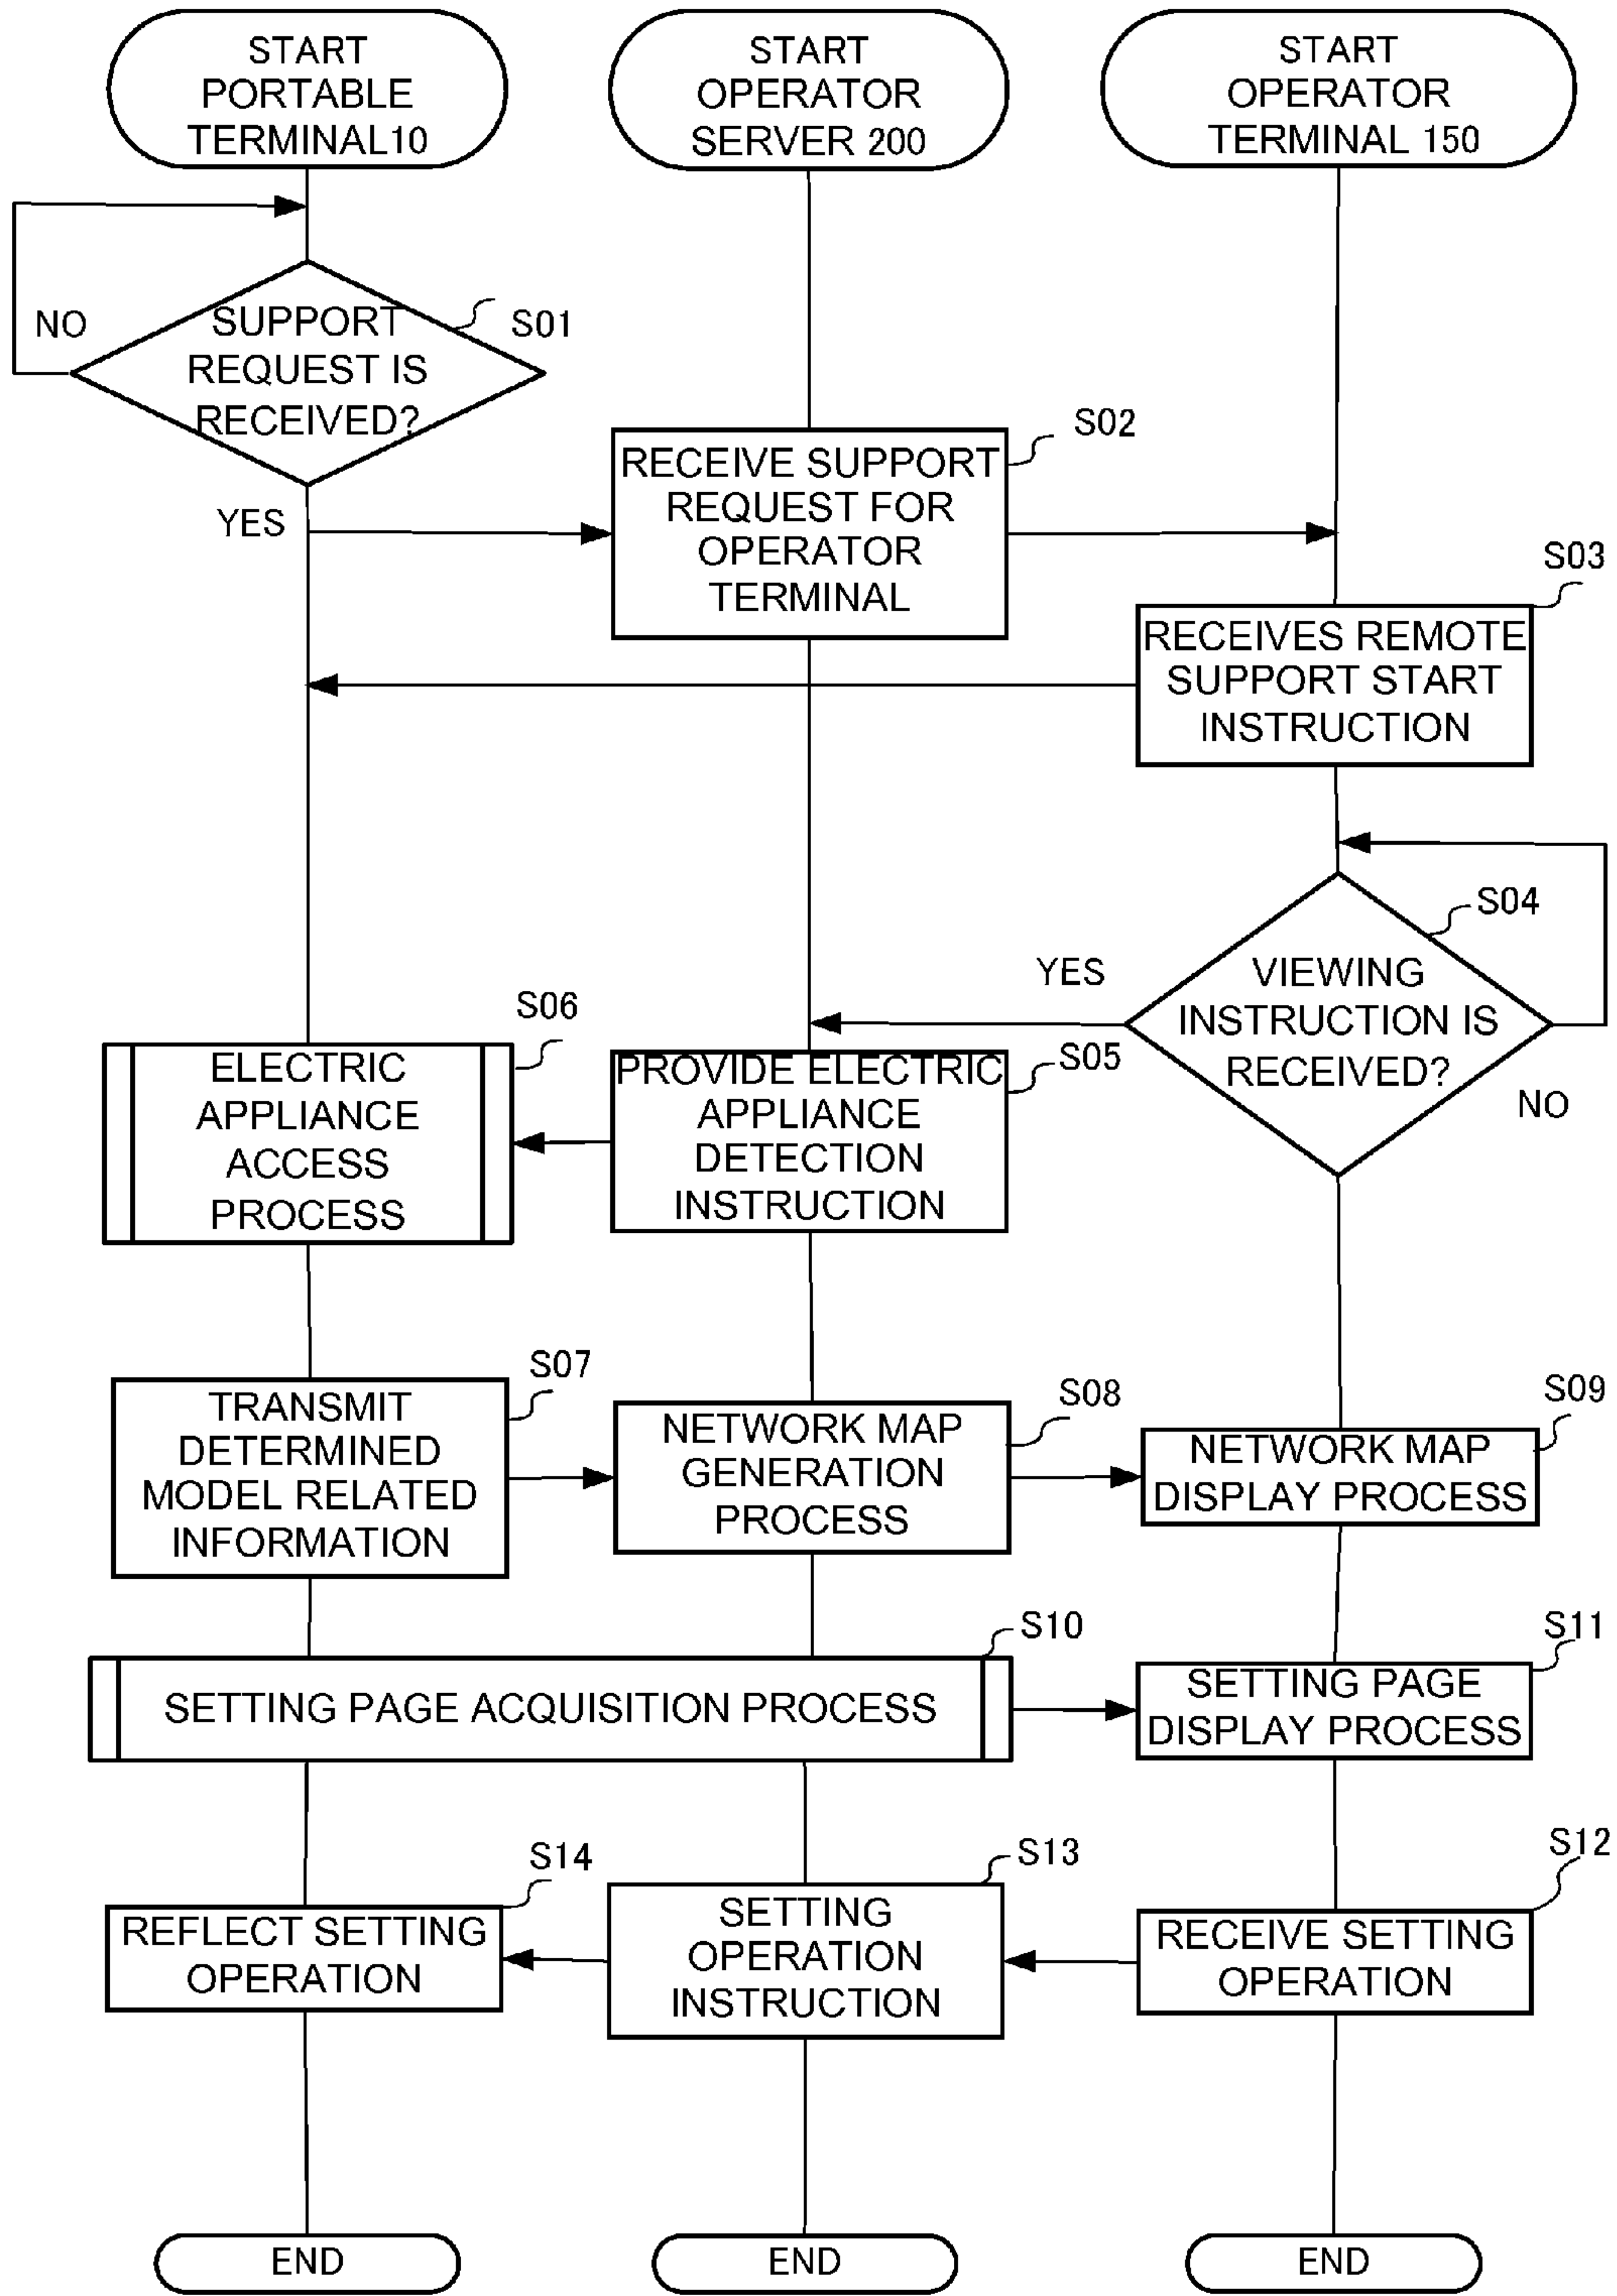 START
PORTABLE
TERMINAL10
START
OPERATOR
SERVER 200
START
OPERATOR
TERMINAL 150
NO
SUPPORT
REQUEST IS
RECEIVED?
S01
YES
RECEIVE SUPPORT
REQUEST FOR
OPERATOR
TERMINAL
S02
S03
RECEIVES REMOTE
SUPPORT START
INSTRUCTION
S04
YES
VIEWING
INSTRUCTION IS
RECEIVED?
NO
S06
ELECTRIC
APPLIANCE
ACCESS
PROCESS
PROVIDE ELECTRIC
APPLIANCE
DETECTION
INSTRUCTION
S05
S07
TRANSMIT
DETERMINED
MODEL RELATED
INFORMATION
S08
NETWORK MAP
GENERATION
PROCESS
S09
NETWORK MAP
DISPLAY PROCESS
S10
SETTING PAGE ACQUISITION PROCESS
S11
SETTING PAGE
DISPLAY PROCESS
S14
REFLECT SETTING
OPERATION
S13
SETTING
OPERATION
INSTRUCTION
S12
RECEIVE SETTING
OPERATION
END
END
END